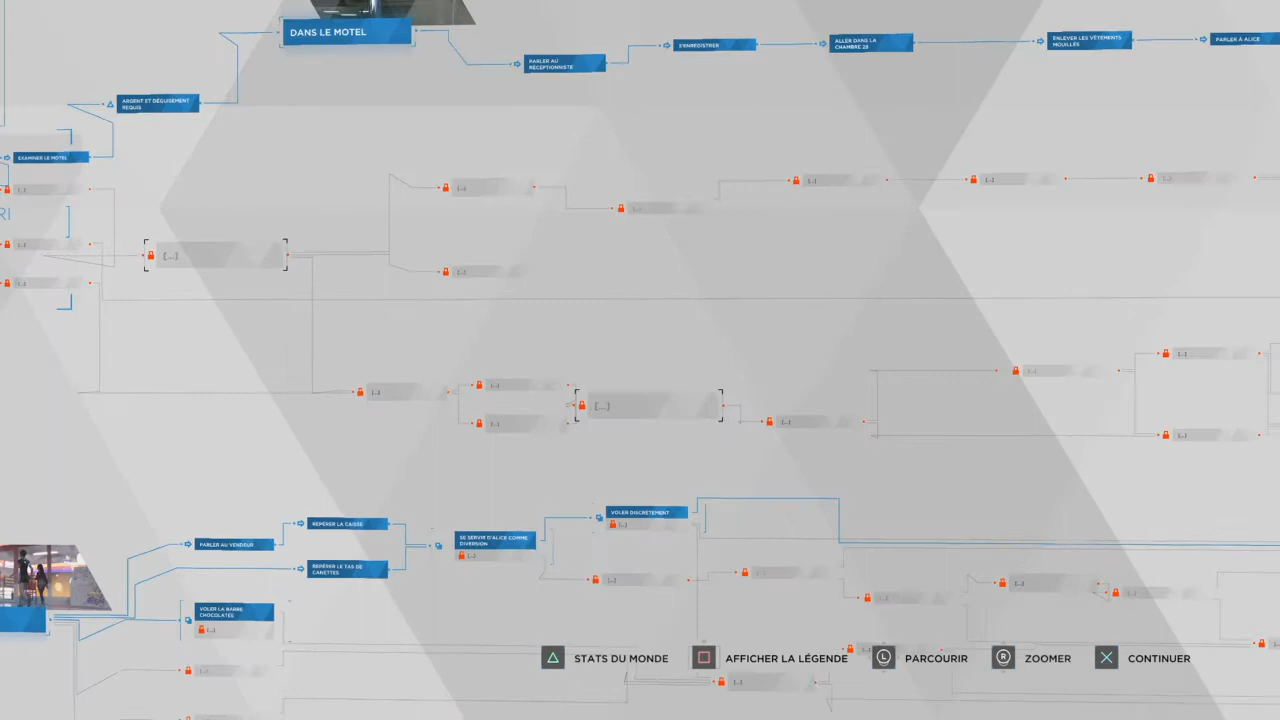 DANS LE MOTEL
PARLER AU
RÉCEPTIONNISTE
S'ENREGISTRER
ALLER DANS LA
CHAMBRE 28
ENLEVER LES VÊTEMENTS
MOUILLÉS
PARLER À ALICE
ARGENT ET DÉGUISEMENT
REQUIS
EXAMINER LE MOTEL
[...]
[...]
[...]
[...]
[...]
[...]
RI
[...]
[...]
[...]
[...]
[...]
[...]
[...]
[...]
[...]
[...]
[...]
[...]
[...]
VOLER DISCRÈTEMENT
[...]
REPÉRER LA CAISSE
PARLER AU VENDEUR
SE SERVIR D'ALICE COMME
DIVERSION
[...]
REPÉRER LE TAS DE
CANETTES
[...]
[...]
[...]
[...]
[...]
VOLER LA BARRE
CHOCOLATÉE
[...]
[...]
[...]
STATS DU MONDE
AFFICHER LA LÉGENDE
L
PARCOURIR
R
ZOOMER
CONTINUER
[...]